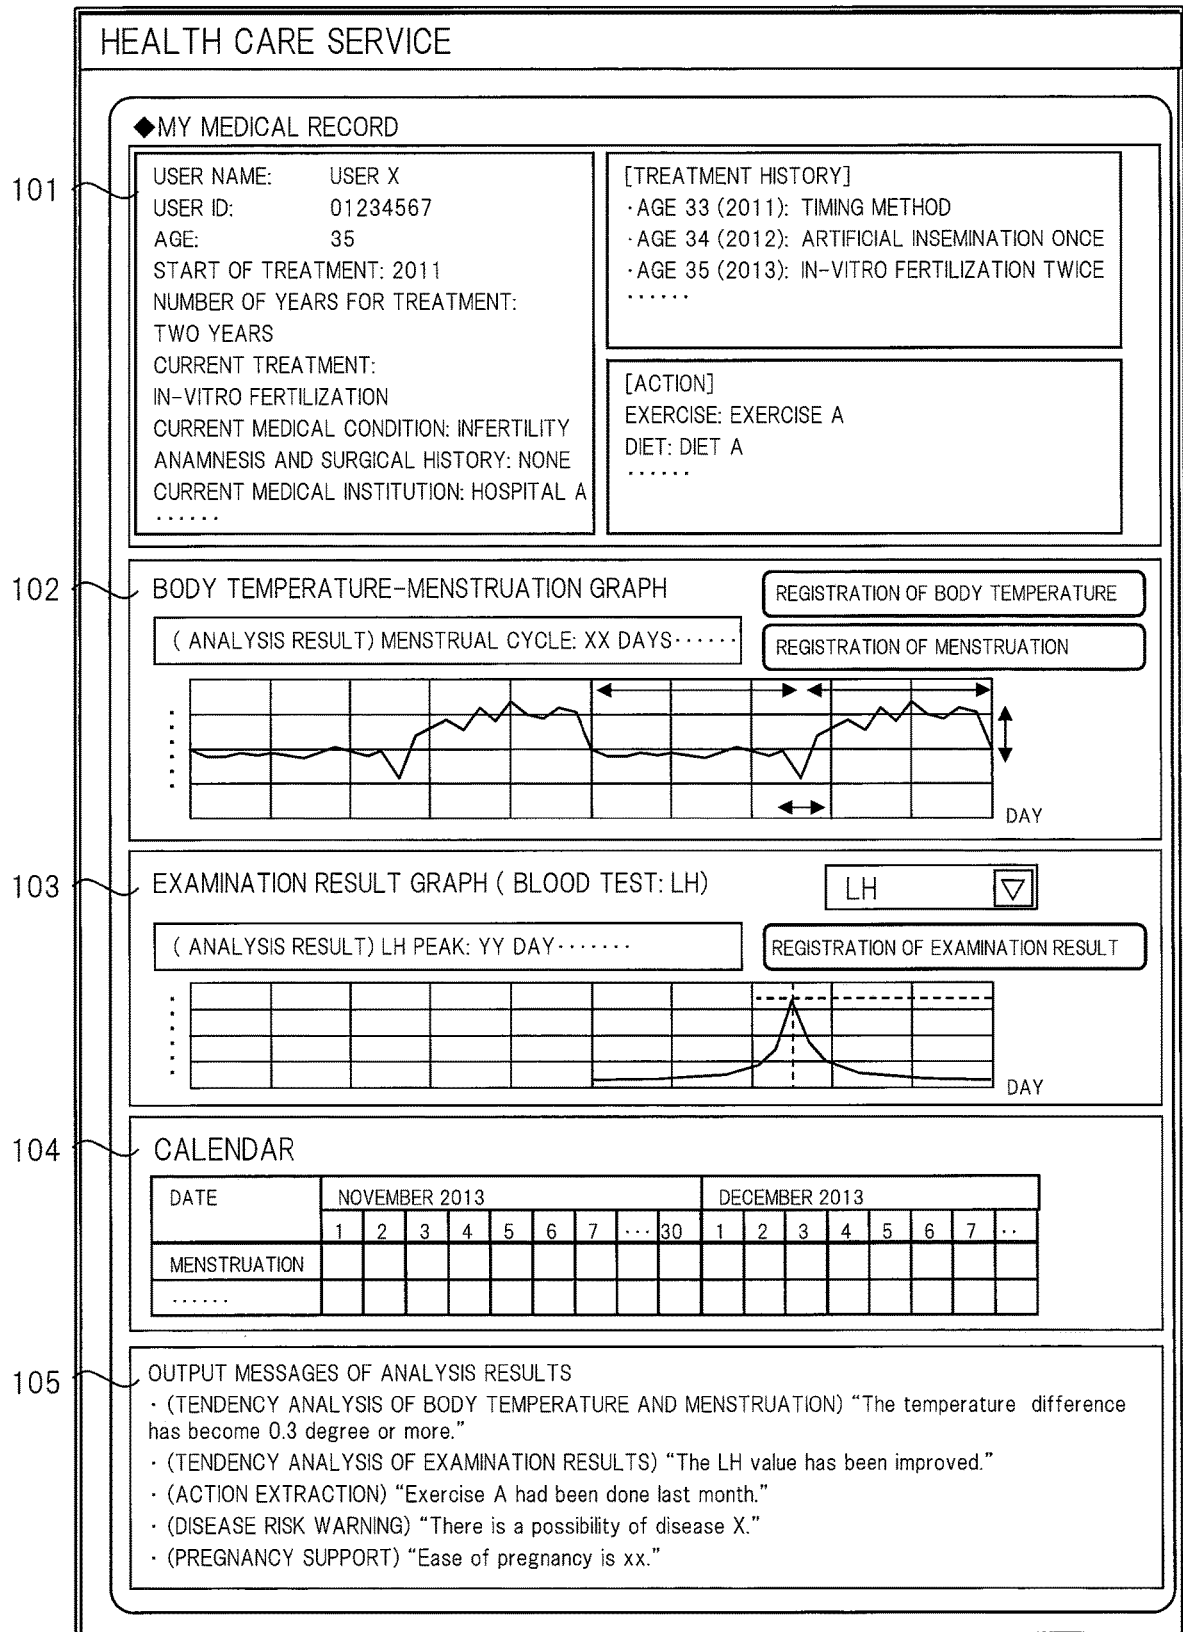 HEALTH CARE SERVICE
◆MY MEDICAL RECORD
101
USER NAME: USER X
USER ID: 01234567
AGE: 35
START OF TREATMENT: 2011
NUMBER OF YEARS FOR TREATMENT:
TWO YEARS
CURRENT TREATMENT:
IN-VITRO FERTILIZATION
CURRENT MEDICAL CONDITION: INFERTILITY
ANAMNESIS AND SURGICAL HISTORY: NONE
CURRENT MEDICAL INSTITUTION: HOSPITAL A
······
[TREATMENT HISTORY]
·AGE 33 (2011): TIMING METHOD
·AGE 34 (2012): ARTIFICIAL INSEMINATION ONCE
·AGE 35 (2013): IN-VITRO FERTILIZATION TWICE
······
[ACTION]
EXERCISE: EXERCISE A
DIET: DIET A
······
102
BODY TEMPERATURE-MENSTRUATION GRAPH
REGISTRATION OF BODY TEMPERATURE
( ANALYSIS RESULT) MENSTRUAL CYCLE: XX DAYS······
REGISTRATION OF MENSTRUATION
DAY
103
EXAMINATION RESULT GRAPH ( BLOOD TEST: LH)
LH ▽
( ANALYSIS RESULT) LH PEAK: YY DAY·······
REGISTRATION OF EXAMINATION RESULT
DAY
104
CALENDAR
DATE NOVEMBER 2013 DECEMBER 2013
1 2 3 4 5 6 7 ··· 30 1 2 3 4 5 6 7 ··
MENSTRUATION
······
105
OUTPUT MESSAGES OF ANALYSIS RESULTS
· (TENDENCY ANALYSIS OF BODY TEMPERATURE AND MENSTRUATION) “The temperature difference
has become 0.3 degree or more.”
· (TENDENCY ANALYSIS OF EXAMINATION RESULTS) “The LH value has been improved.”
· (ACTION EXTRACTION) “Exercise A had been done last month.”
· (DISEASE RISK WARNING) “There is a possibility of disease X.”
· (PREGNANCY SUPPORT) “Ease of pregnancy is xx.”